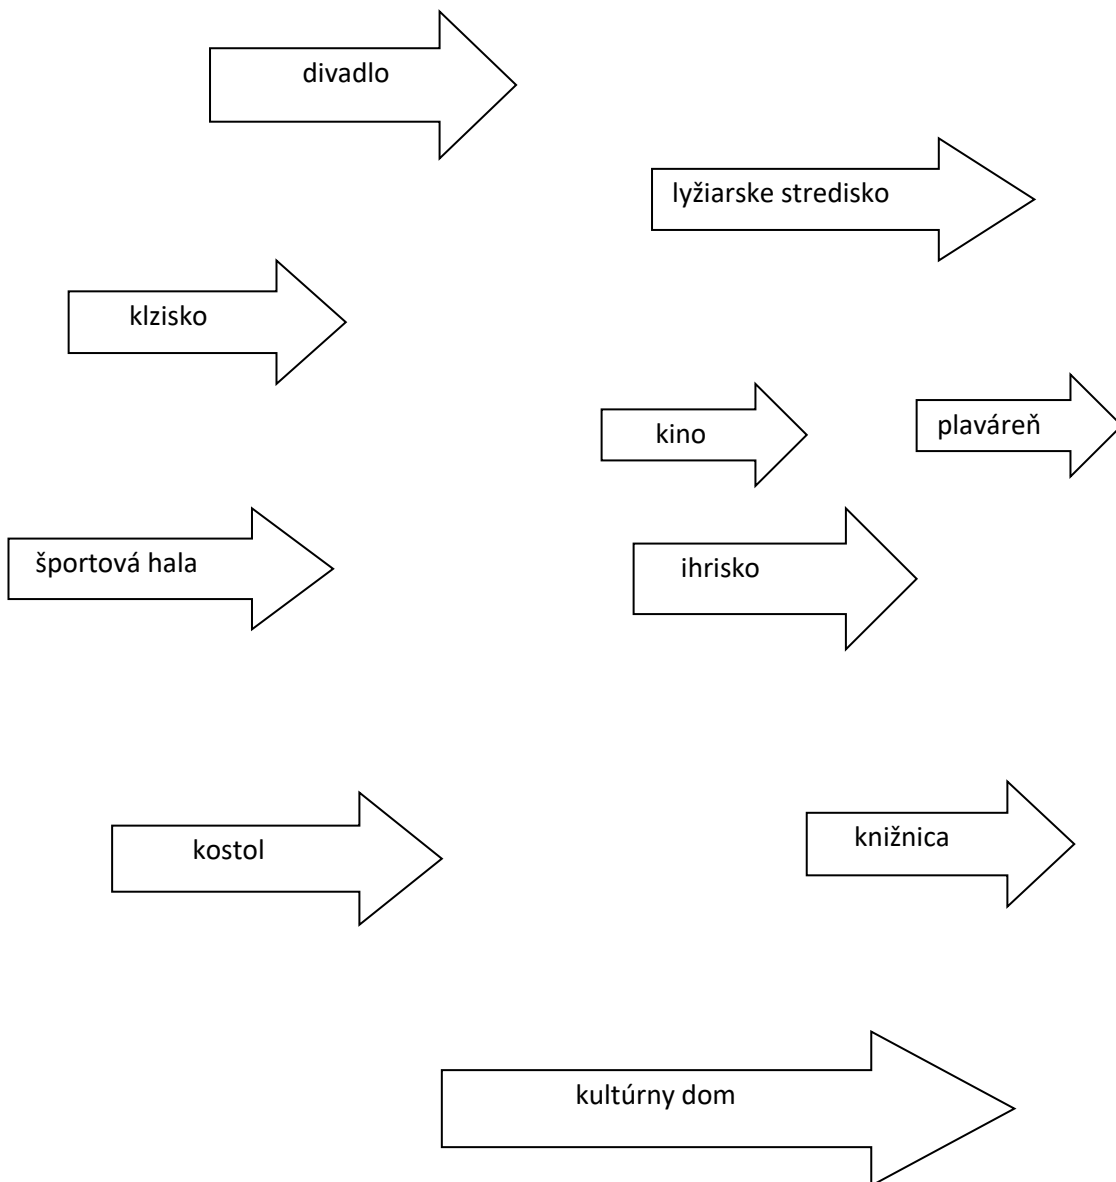 divadlo
lyžiarske stredisko
klzisko
kino
plaváreň
športová hala
ihrisko
kostol
knižnica
kultúrny dom